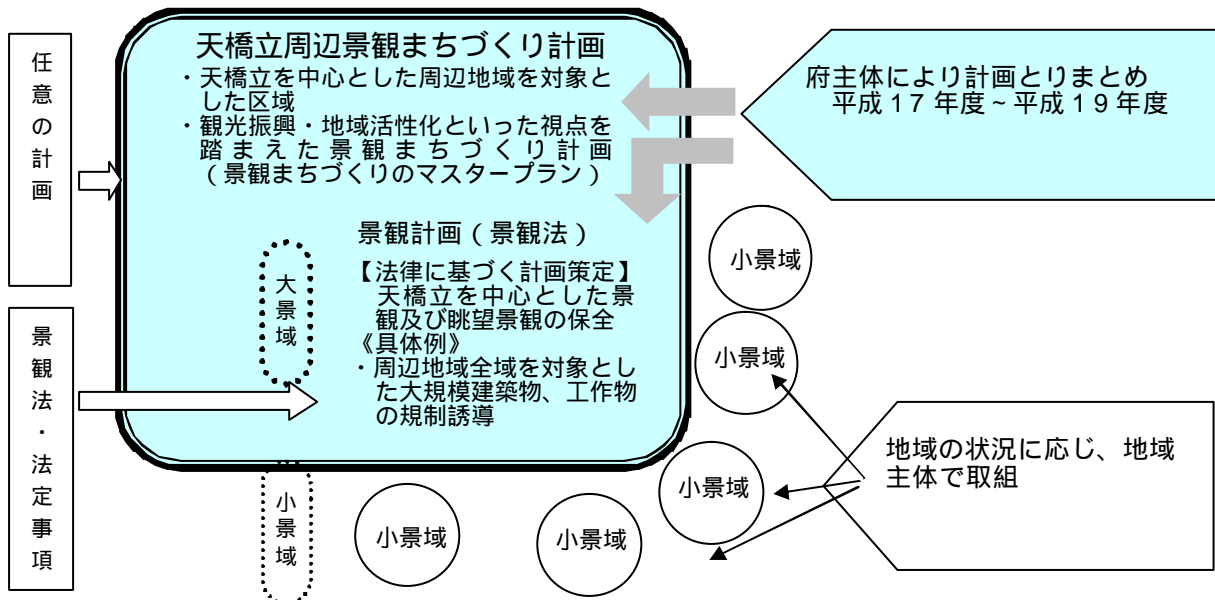 任意の計画
天橋立周辺景観まちづくり計画
・天橋立を中心とした周辺地域を対象と
した区域
・観光振興・地域活性化といった視点を
踏まえた景観まちづくり計画
（景観まちづくりのマスタープラン）
府主体により計画とりまとめ
平成１７年度～平成１９年度
景観法・法定事項
大景域
景観計画（景観法）
【法律に基づく計画策定】
天橋立を中心とした景
観及び眺望景観の保全
《具体例》
・周辺地域全域を対象とし
た大規模建築物、工作物
の規制誘導
小景域
小景域
小景域
小景域
小景域
小景域
地域の状況に応じ、地域
主体で取組